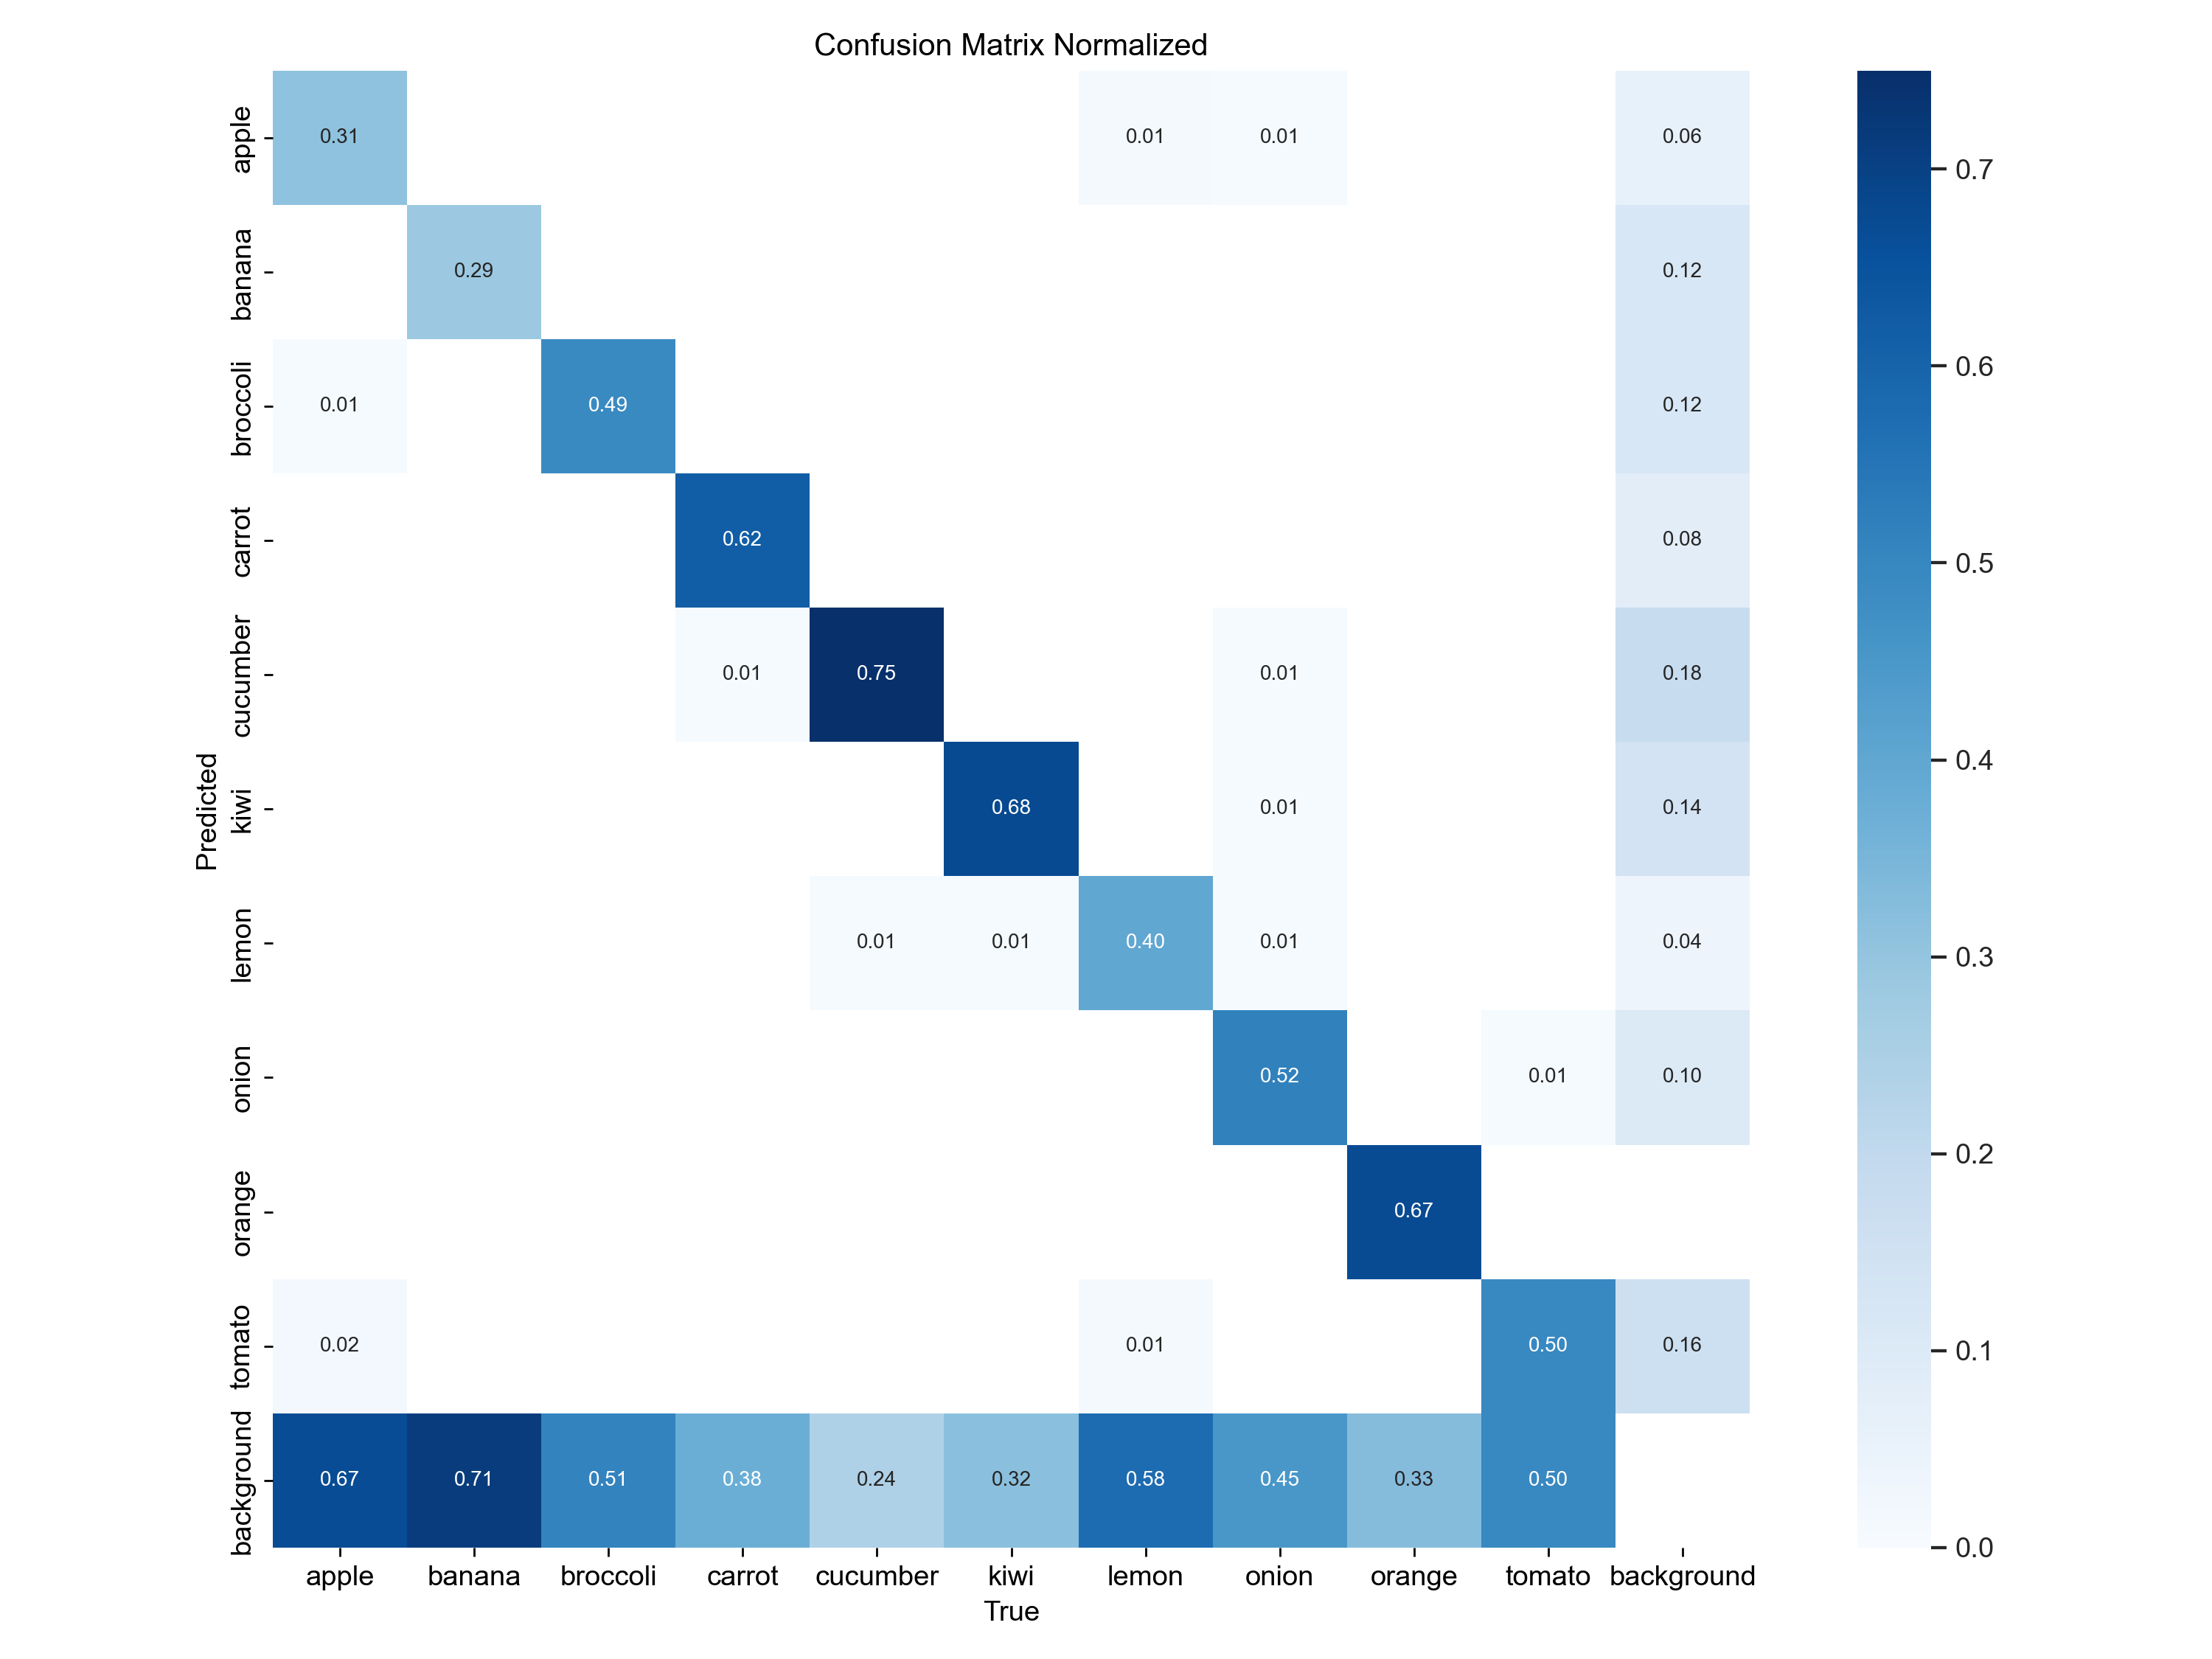 Confusion Matrix Normalized
apple 0.31 0.01 0.01 0.06
banana 0.29 0.12
broccoli 0.01 0.49 0.12
carrot 0.62 0.08
cucumber 0.01 0.75 0.01 0.18
kiwi 0.68 0.01 0.14
lemon 0.01 0.01 0.40 0.01 0.04
onion 0.52 0.01 0.10
orange 0.67
tomato 0.02 0.01 0.50 0.16
background 0.67 0.71 0.51 0.38 0.24 0.32 0.58 0.45 0.33 0.50
Predicted
apple banana broccoli carrot cucumber kiwi lemon onion orange tomato background
True
0.7
0.6
0.5
0.4
0.3
0.2
0.1
0.0